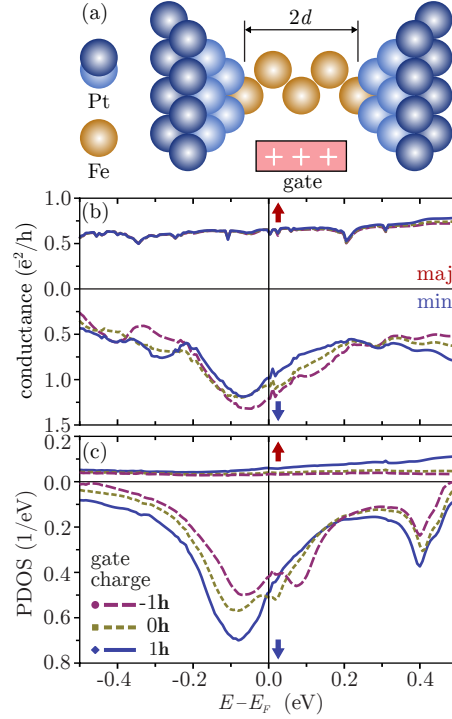 (a)
2d
Pt
Fe
+ + +
gate
(b)
conductance (ē²/h)
1.0
0.5
0.0
0.5
1.0
1.5
maj
min
(c)
PDOS (1/eV)
0.2
0.0
0.2
0.4
0.6
0.8
gate
charge
-1h
0h
1h
-0.4 -0.2 0.0 0.2 0.4
E−E_F (eV)